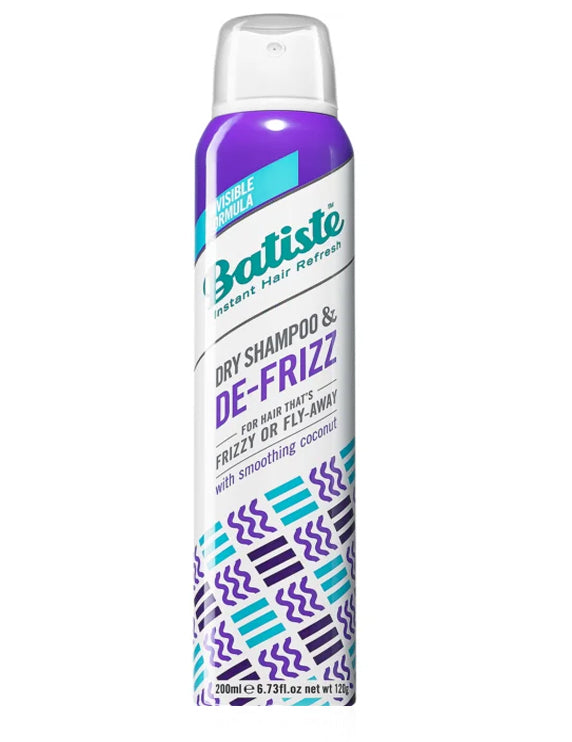 VISIBLE
FORMULA
Batiste™
Instant Hair Refresh
DRY SHAMPOO &
DE-FRIZZ
FOR HAIR THAT'S
FRIZZY OR FLY-AWAY
with smoothing coconut
200ml ℮ 6.73fl.oz net wt 120g